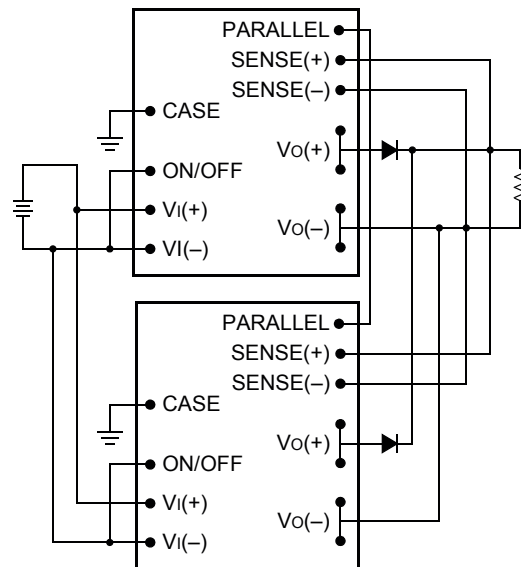 PARALLEL
SENSE(+)
SENSE(–)
CASE
VO(+)
ON/OFF
VI(+)
VO(–)
VI(–)
PARALLEL
SENSE(+)
SENSE(–)
CASE
VO(+)
ON/OFF
VI(+)
VO(–)
VI(–)